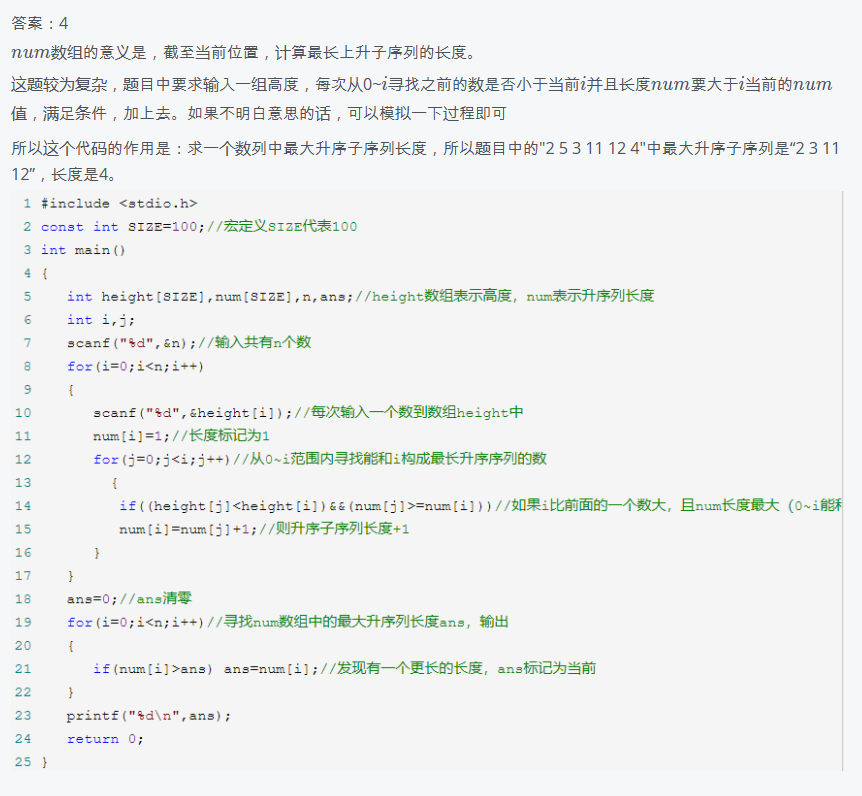 答案：4
num数组的意义是，截至当前位置，计算最长上升子序列的长度。
这题较为复杂，题目中要求输入一组高度，每次从0~i寻找之前的数是否小于当前i并且长度num要大于i当前的num
值，满足条件，加上去。如果不明白意思的话，可以模拟一下过程即可
所以这个代码的作用是：求一个数列中最大升序子序列长度，所以题目中的"2 5 3 11 12 4"中最大升序子序列是“2 3 11
12”，长度是4。
1 #include <stdio.h>
2 const int SIZE=100;//宏定义SIZE代表100
3 int main()
4 {
5 int height[SIZE],num[SIZE],n,ans;//height数组表示高度，num表示升序列长度
6 int i,j;
7 scanf("%d",&n);//输入共有n个数
8 for(i=0;i<n;i++)
9 {
10 scanf("%d",&height[i]);//每次输入一个数到数组height中
11 num[i]=1;//长度标记为1
12 for(j=0;j<i;j++)//从0~i范围内寻找能和i构成最长升序序列的数
13 {
14 if((height[j]<height[i])&&(num[j]>=num[i]))//如果i比前面的一个数大，且num长度最大（0~i能
15 num[i]=num[j]+1;//则升序子序列长度+1
16 }
17 }
18 ans=0;//ans清零
19 for(i=0;i<n;i++)//寻找num数组中的最大升序列长度ans，输出
20 {
21 if(num[i]>ans) ans=num[i];//发现有一个更长的长度，ans标记为当前
22 }
23 printf("%d\n",ans);
24 return 0;
25 }